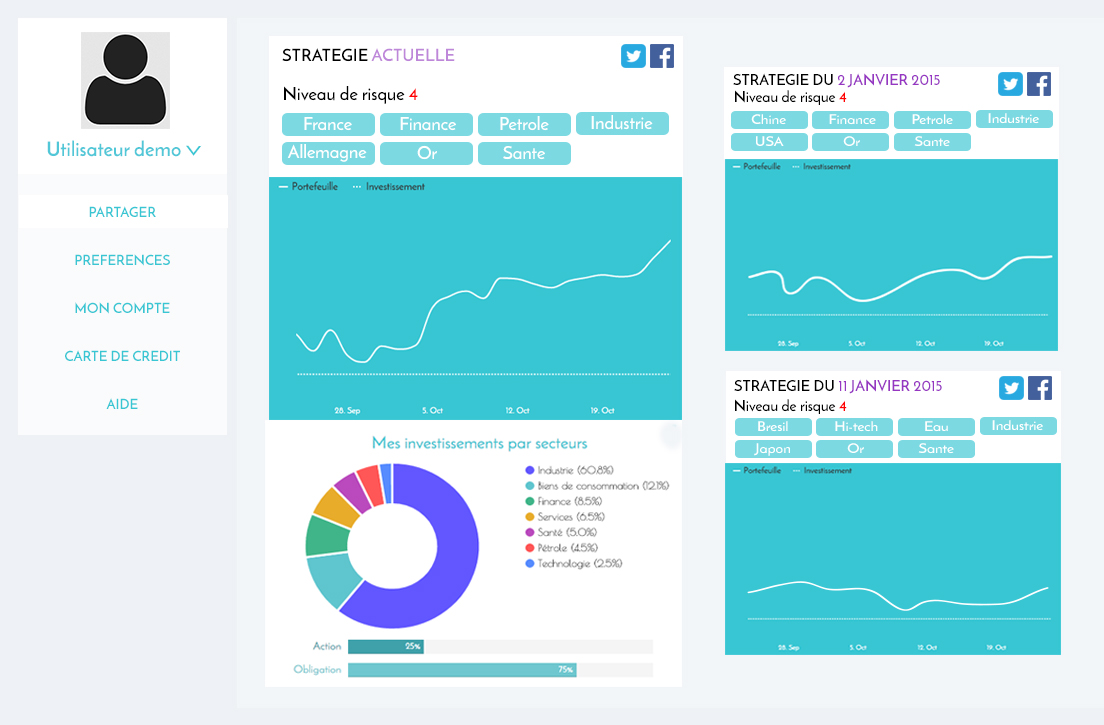 Utilisateur demo
PARTAGER
PREFERENCES
MON COMPTE
CARTE DE CREDIT
AIDE
STRATEGIE ACTUELLE
Niveau de risque 4
France Finance Petrole Industrie
Allemagne Or Sante
Portefeuille Investissement
28. Sep 5. Oct 12. Oct 19. Oct
Mes investissements par secteurs
Industrie (60.8%)
Biens de consommation (12.1%)
Finance (8.5%)
Services (6.5%)
Santé (5.0%)
Pétrole (4.5%)
Technologie (2.5%)
Action 25%
Obligation 75%
STRATEGIE DU 2 JANVIER 2015
Niveau de risque 4
Chine Finance Petrole Industrie
USA Or Sante
Portefeuille Investissement
28. Sep 5. Oct 12. Oct 19. Oct
STRATEGIE DU 11 JANVIER 2015
Niveau de risque 4
Bresil Hi-tech Eau Industrie
Japon Or Sante
Portefeuille Investissement
28. Sep 5. Oct 12. Oct 19. Oct